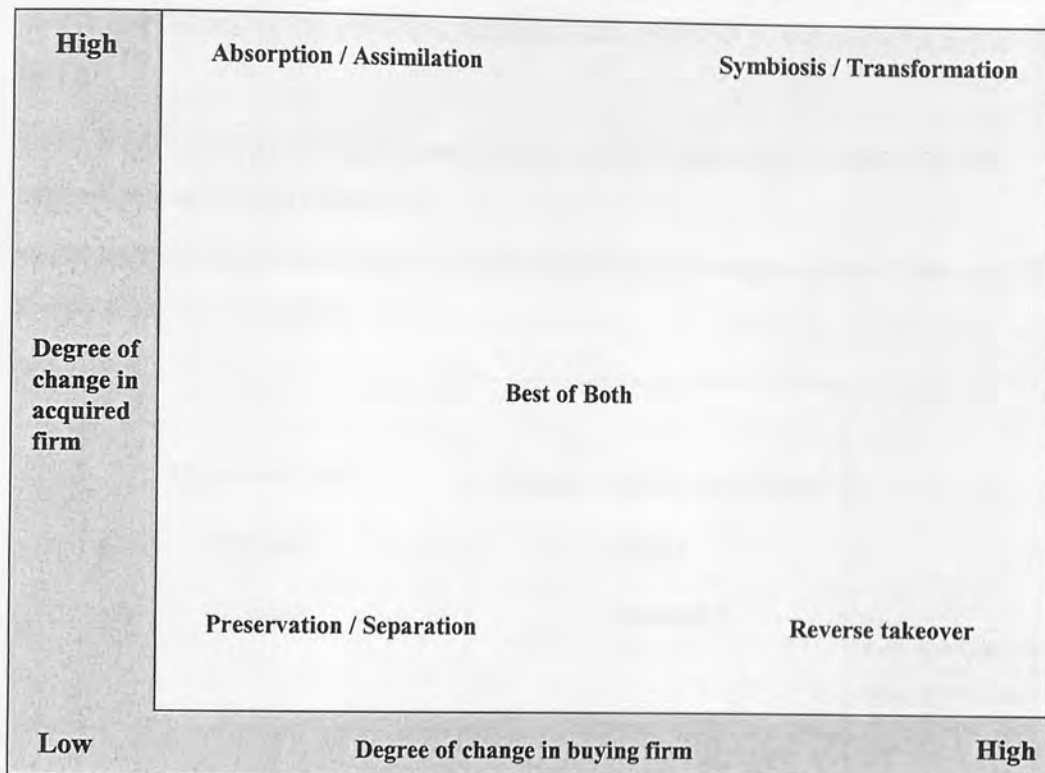 High
Absorption / Assimilation
Symbiosis / Transformation
Degree of
change in
acquired
firm
Best of Both
Preservation / Separation
Reverse takeover
Low
Degree of change in buying firm
High